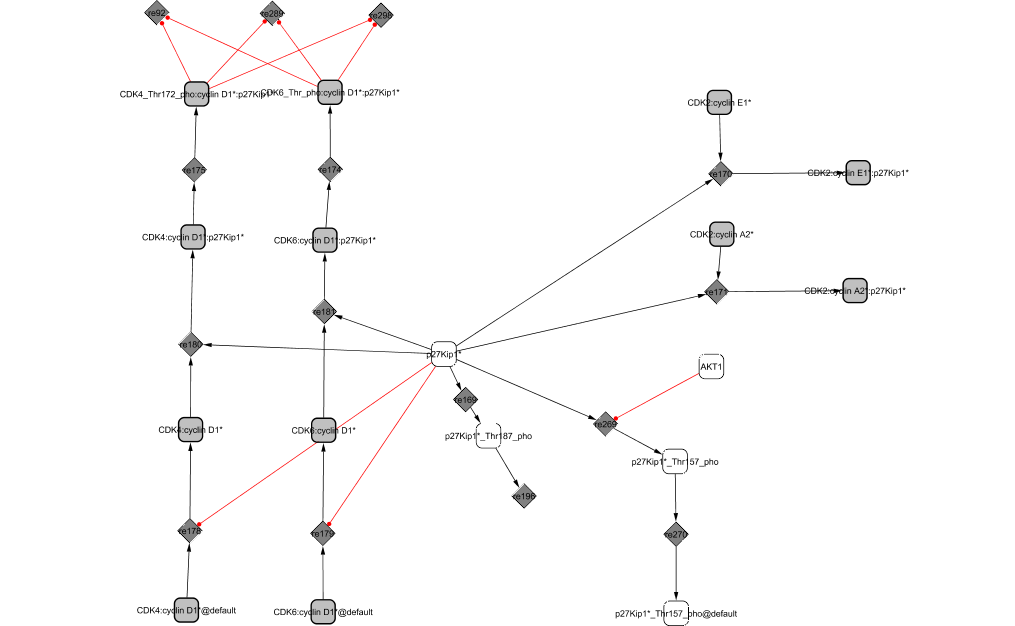 re92
re289
re298
CDK4_Thr172_pho:cyclin D1*:p27Kip1*
CDK6_Thr_pho:cyclin D1*:p27Kip1*
CDK2:cyclin E1*
re175
re174
re170
CDK2:cyclin E1*:p27Kip1*
CDK4:cyclin D1*:p27Kip1*
CDK6:cyclin D1*:p27Kip1*
CDK2:cyclin A2*
re171
CDK2:cyclin A2*:p27Kip1*
re181
re180
p27Kip1*
AKT1
re169
re269
CDK4:cyclin D1*
CDK6:cyclin D1*
p27Kip1*_Thr187_pho
p27Kip1*_Thr157_pho
re196
re178
re179
re270
CDK4:cyclin D1*@default
CDK6:cyclin D1*@default
p27Kip1*_Thr157_pho@default